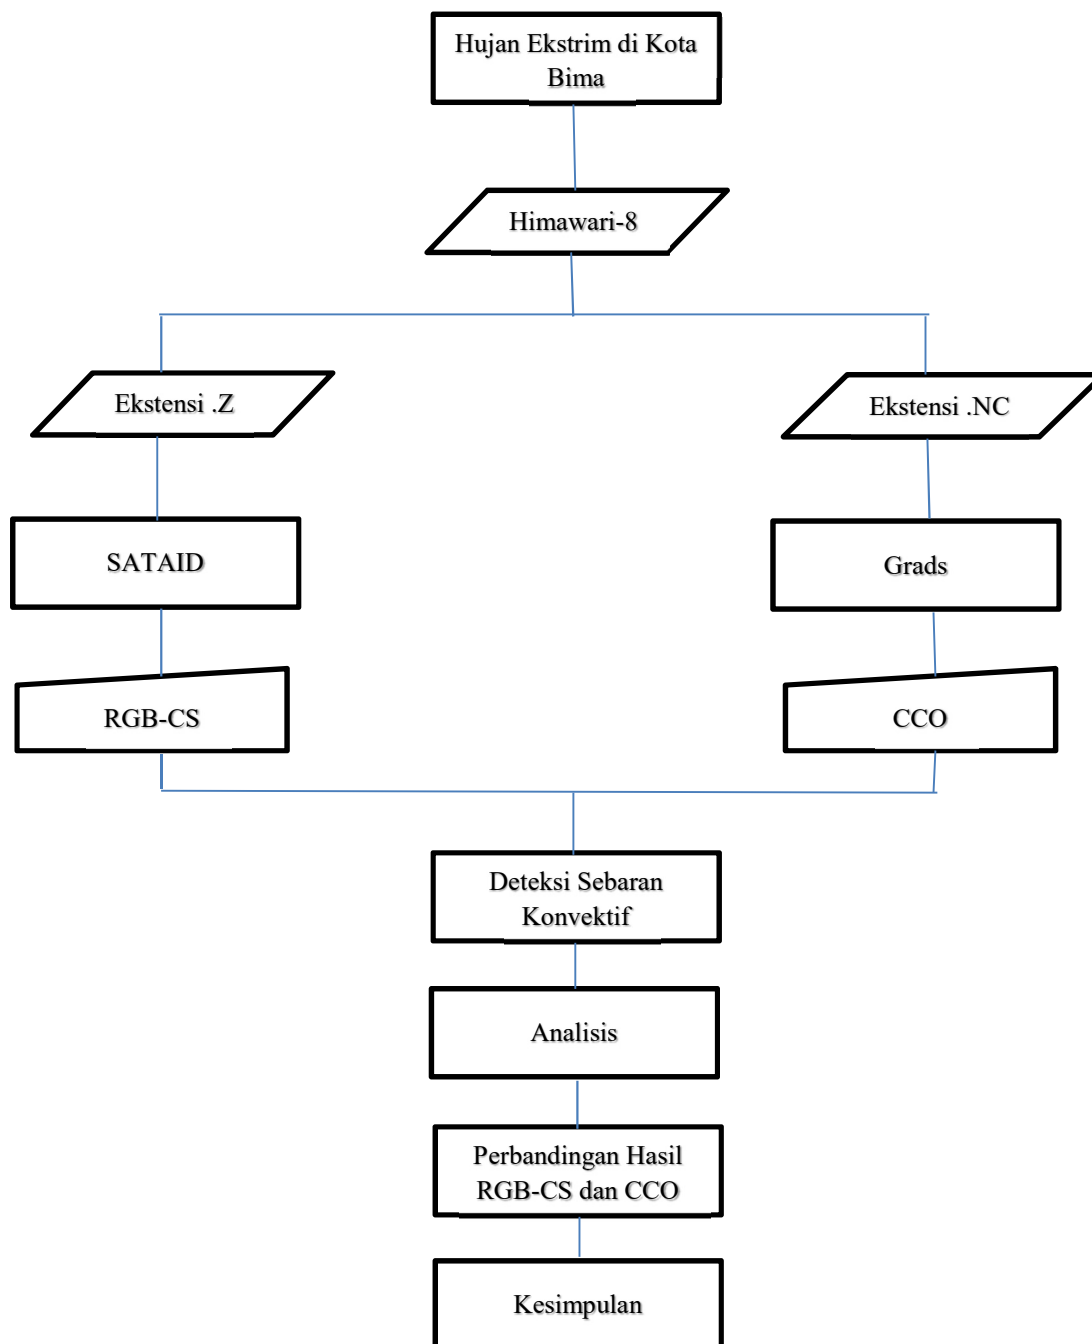 Hujan Ekstrim di Kota
Bima
Himawari-8
Ekstensi .Z
Ekstensi .NC
SATAID
Grads
RGB-CS
CCO
Deteksi Sebaran
Konvektif
Analisis
Perbandingan Hasil
RGB-CS dan CCO
Kesimpulan